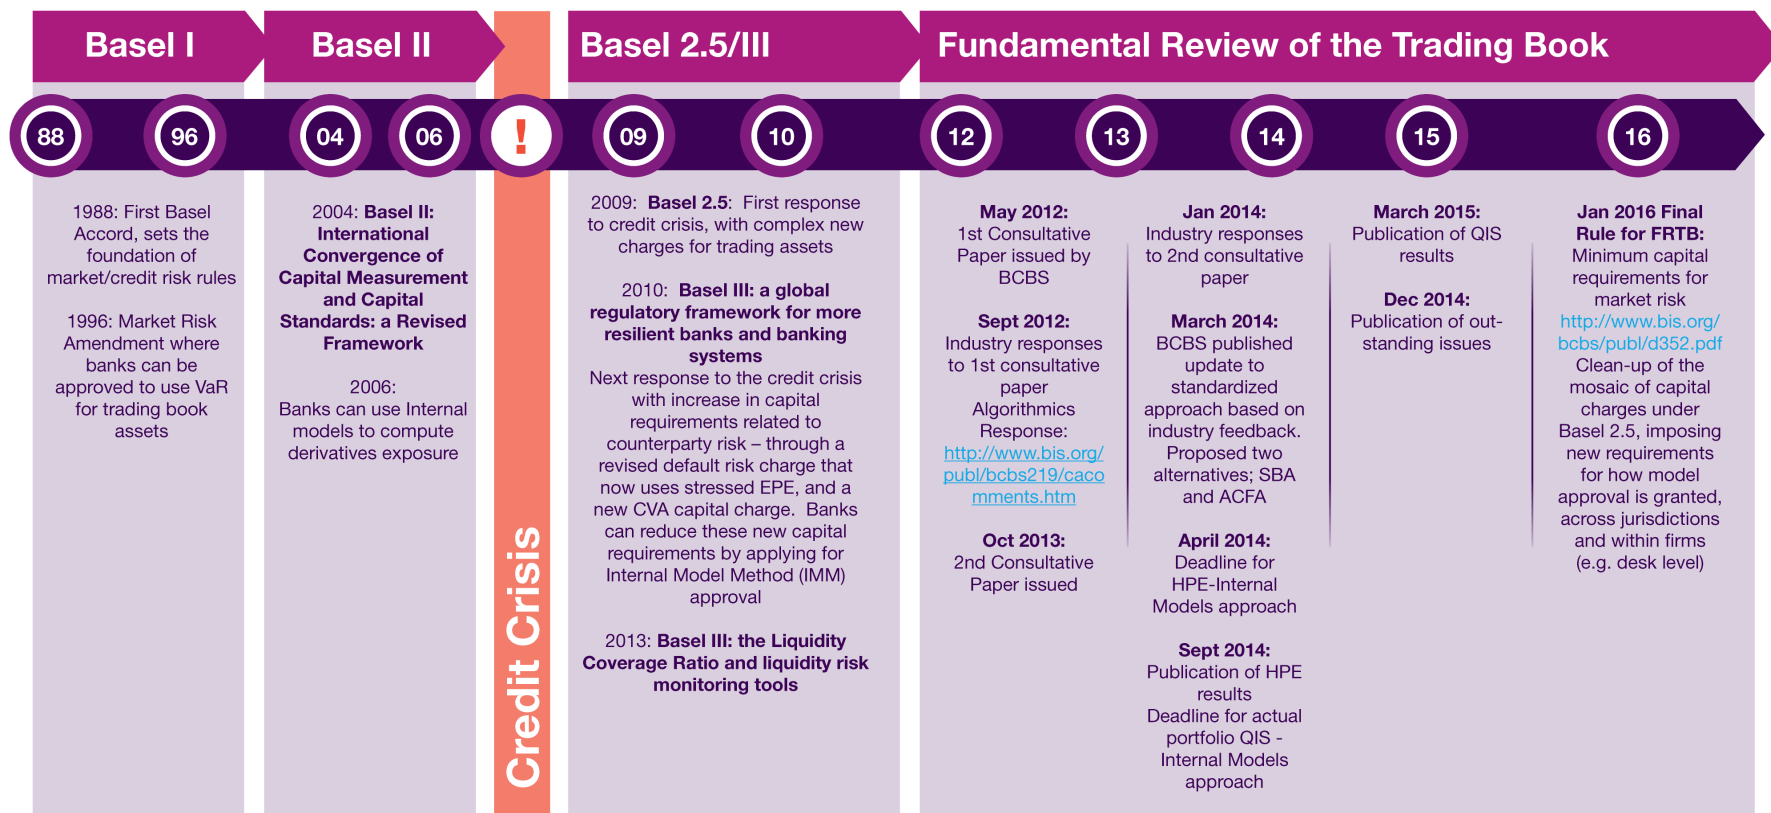 Basel I
Basel II
Basel 2.5/III
Fundamental Review of the Trading Book
88
96
04
06
!
09
10
12
13
14
15
16
1988: First Basel
Accord, sets the
foundation of
market/credit risk rules
1996: Market Risk
Amendment where
banks can be
approved to use VaR
for trading book
assets
2004: Basel II:
International
Convergence of
Capital Measurement
and Capital
Standards: a Revised
Framework
2006:
Banks can use Internal
models to compute
derivatives exposure
Credit Crisis
2009: Basel 2.5: First response
to credit crisis, with complex new
charges for trading assets
2010: Basel III: a global
regulatory framework for more
resilient banks and banking
systems
Next response to the credit crisis
with increase in capital
requirements related to
counterparty risk – through a
revised default risk charge that
now uses stressed EPE, and a
new CVA capital charge. Banks
can reduce these new capital
requirements by applying for
Internal Model Method (IMM)
approval
2013: Basel III: the Liquidity
Coverage Ratio and liquidity risk
monitoring tools
May 2012:
1st Consultative
Paper issued by
BCBS
Sept 2012:
Industry responses
to 1st consultative
paper
Algorithmics
Response:
http://www.bis.org/
publ/bcbs219/caco
mments.htm
Oct 2013:
2nd Consultative
Paper issued
Jan 2014:
Industry responses
to 2nd consultative
paper
March 2014:
BCBS published
update to
standardized
approach based on
industry feedback.
Proposed two
alternatives; SBA
and ACFA
April 2014:
Deadline for
HPE-Internal
Models approach
Sept 2014:
Publication of HPE
results
Deadline for actual
portfolio QIS -
Internal Models
approach
March 2015:
Publication of QIS
results
Dec 2014:
Publication of out-
standing issues
Jan 2016 Final
Rule for FRTB:
Minimum capital
requirements for
market risk
http://www.bis.org/
bcbs/publ/d352.pdf
Clean-up of the
mosaic of capital
charges under
Basel 2.5, imposing
new requirements
for how model
approval is granted,
across jurisdictions
and within firms
(e.g. desk level)